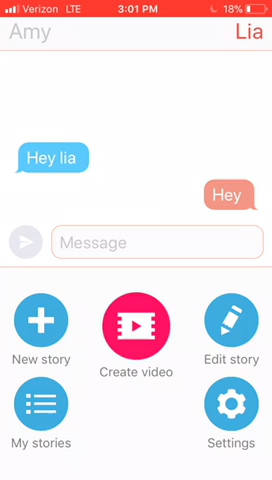 Verizon LTE 3:01 PM 18%
Amy Lia
Hey lia
Hey
Message
New story
Create video
Edit story
My stories
Settings